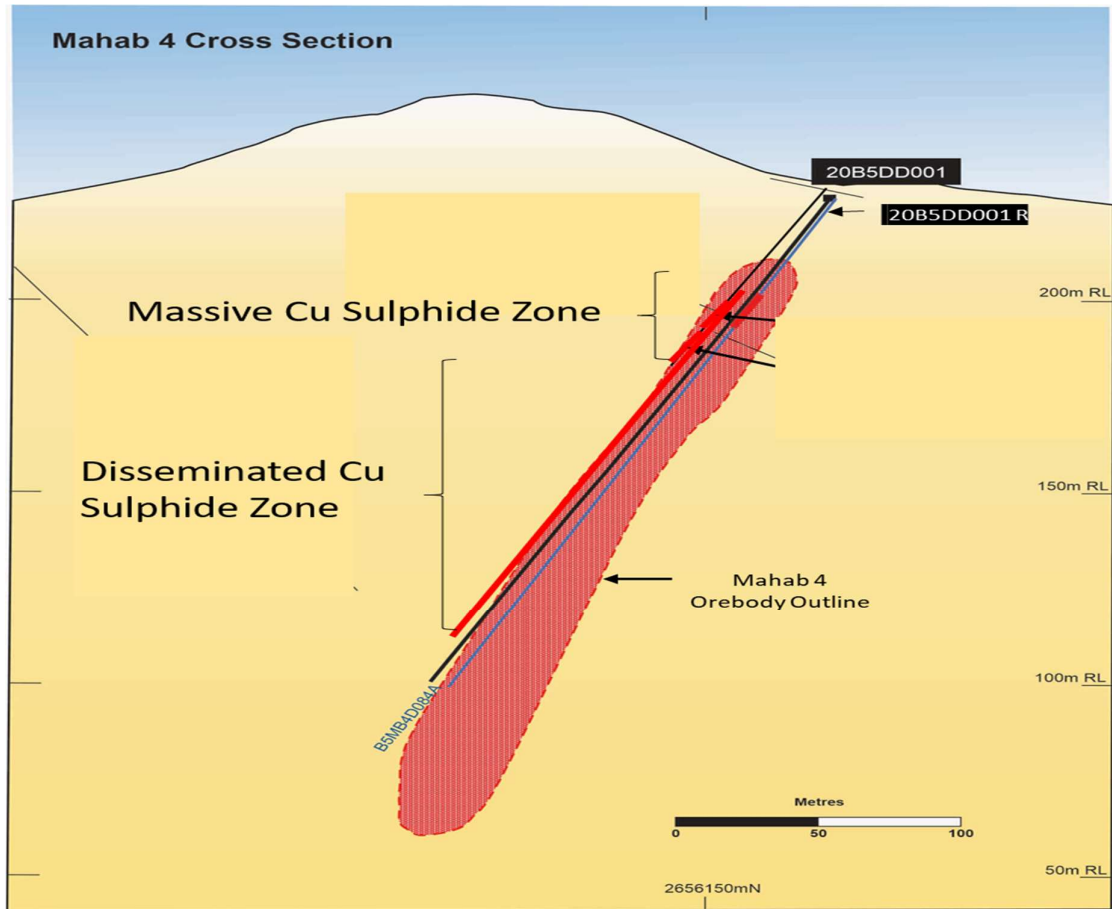 Mahab 4 Cross Section
20B5DD001
20B5DD001 R
200m RL
Massive Cu Sulphide Zone
Disseminated Cu
Sulphide Zone
150m RL
Mahab 4
Orebody Outline
100m RL
B5MB4D084A
Metres
0 50 100
50m RL
2656150mN